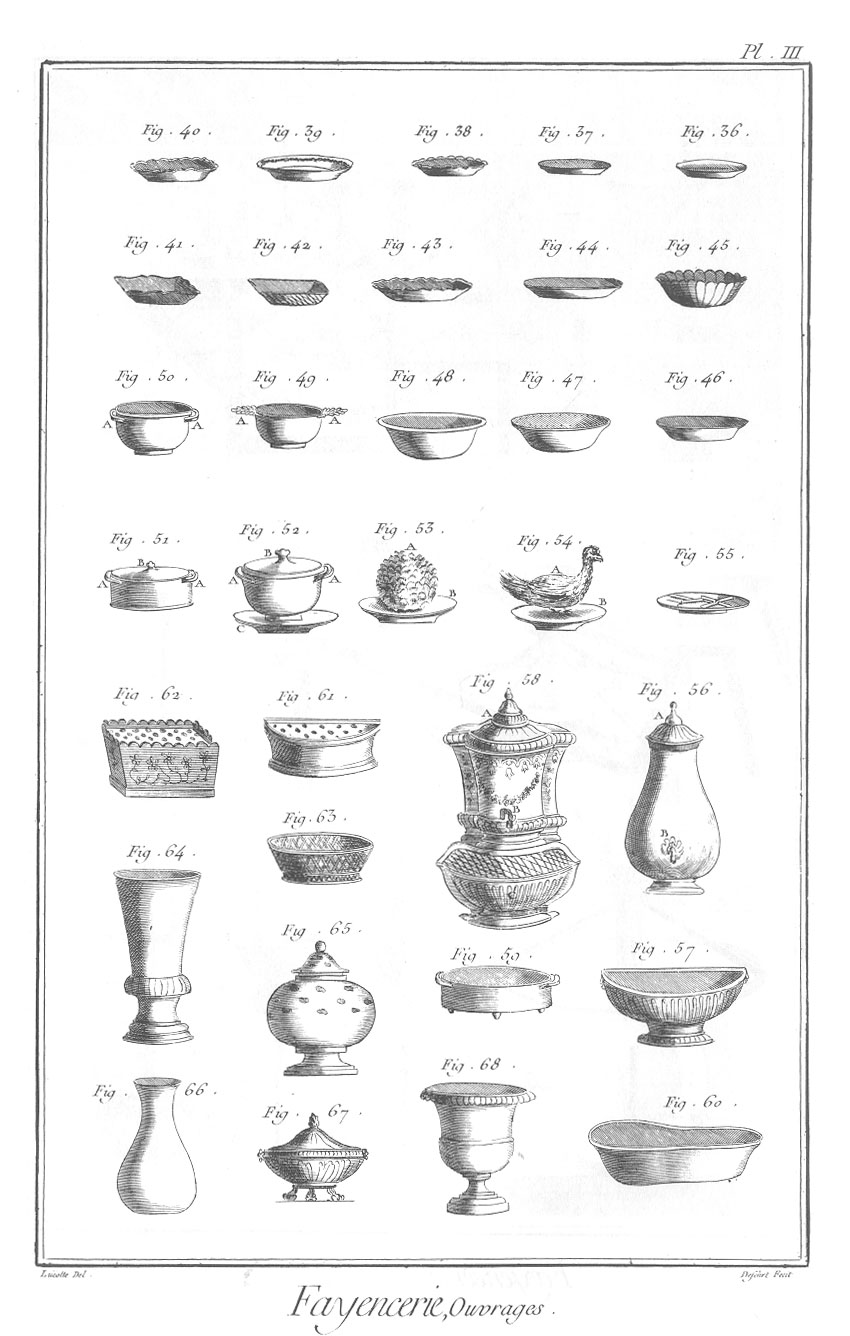 Pl . III
Fig . 40 . Fig . 39 . Fig . 38 . Fig . 37 . Fig . 36 .
Fig . 41 . Fig . 42 . Fig . 43 . Fig . 44 . Fig . 45 .
Fig . 50 . Fig . 49 . Fig . 48 . Fig . 47 . Fig . 46 .
A A A A
Fig . 51 . Fig . 52 . Fig . 53 . Fig . 54 . Fig . 55 .
B A A B A A C A B A B
Fig . 62 . Fig . 61 . Fig . 58 . Fig . 56 .
A B A B
Fig . 63 .
Fig . 64 .
Fig . 65 . Fig . 59 . Fig . 57 .
Fig . 66 . Fig . 67 . Fig . 68 . Fig . 60 .
Lucotte Del . Defehrt Fecit
Fayencerie, Ouvrages .